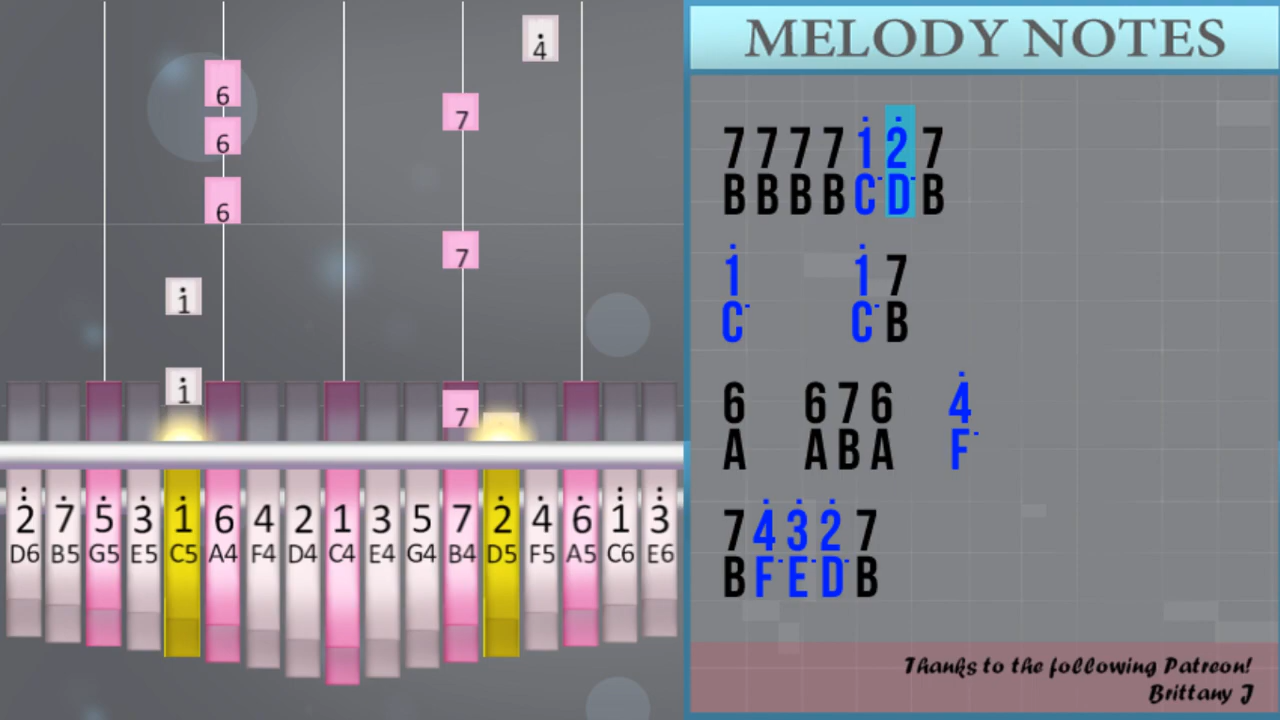 4̇
6
7
6
6
7
1̇
1̇
7
2̈ 7̇ 5̇ 3̇ 1̇ 6 4 2 1 3 5 7 2̇ 4̇ 6̇ 1̈ 3̈
D6 B5 G5 E5 C5 A4 F4 D4 C4 E4 G4 B4 D5 F5 A5 C6 E6
MELODY NOTES
7 7 7 7 1̇ 2̇ 7
B B B B C- D- B
1̇ 1̇ 7
C- C- B
6 6 7 6 4̇
A A B A F-
7 4̇ 3̇ 2̇ 7
B F- E- D- B
Thanks to the following Patreon!
Brittany J